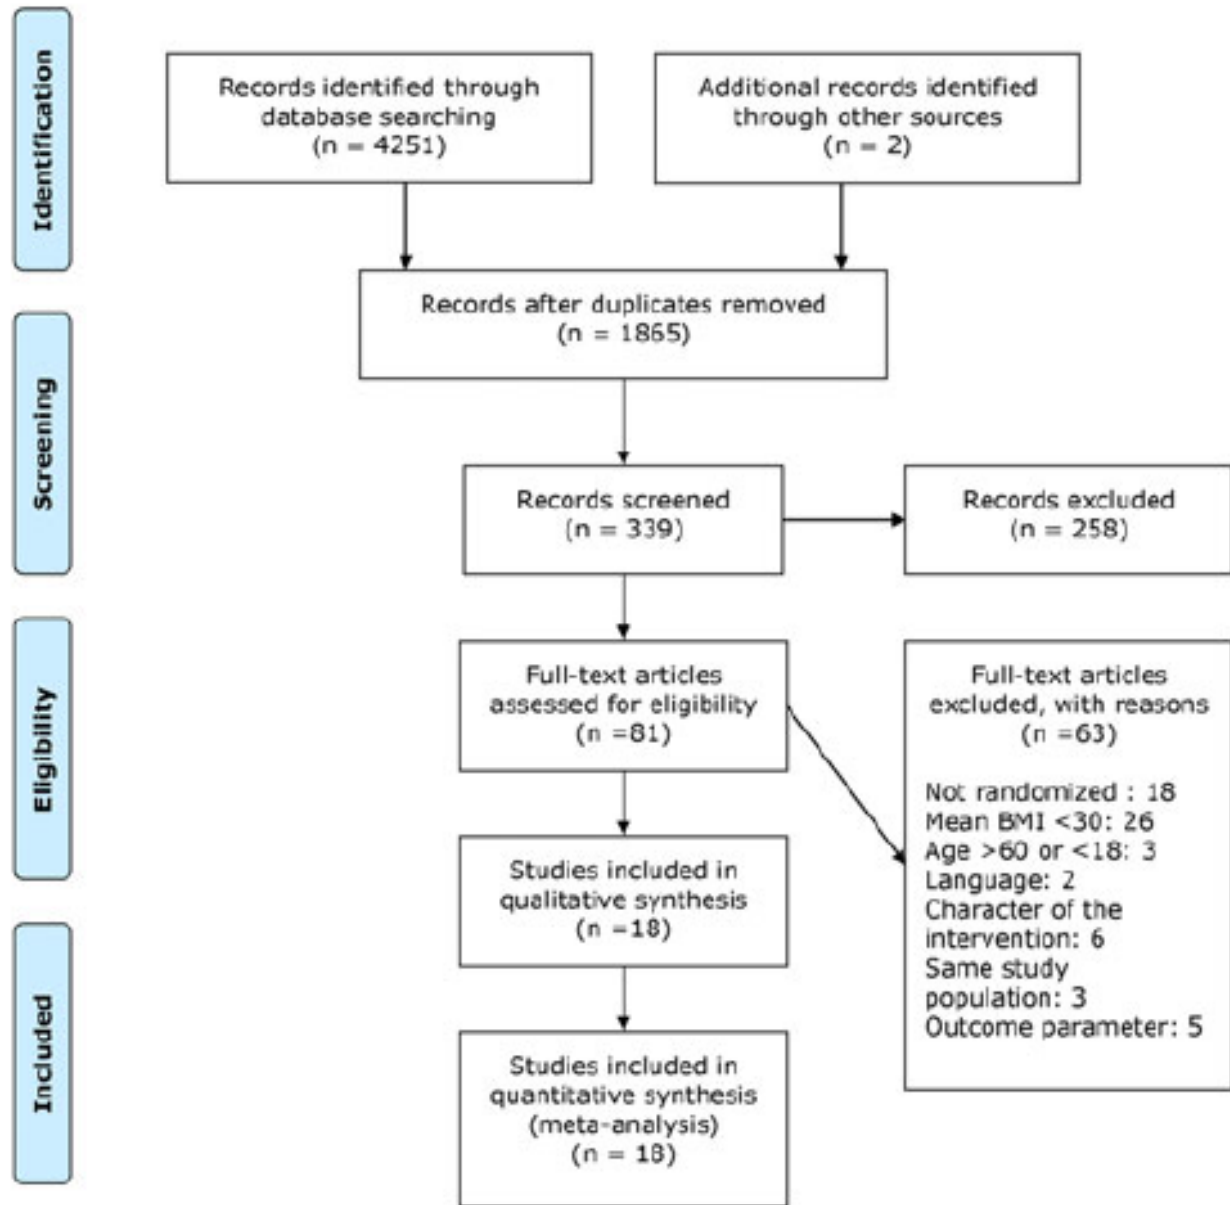 Identification
Records identified through
database searching
(n = 4251)
Additional records identified
through other sources
(n = 2)
Records after duplicates removed
(n = 1865)
Screening
Records screened
(n = 339)
Records excluded
(n = 258)
Eligibility
Full-text articles
assessed for eligibility
(n =81)
Full-text articles
excluded, with reasons
(n =63)
Not randomized : 18
Mean BMI <30: 26
Age >60 or <18: 3
Language: 2
Character of the
intervention: 6
Same study
population: 3
Outcome parameter: 5
Studies included in
qualitative synthesis
(n =18)
Included
Studies included in
quantitative synthesis
(meta-analysis)
(n = 18)